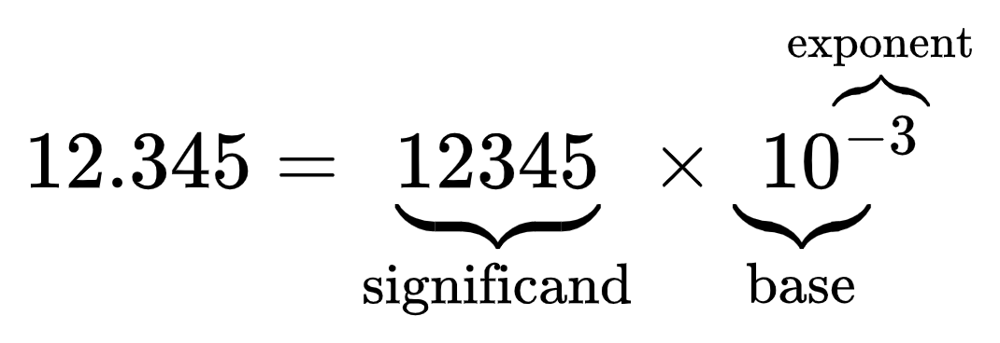 exponent
12.345 = 12345 × 10⁻³
significand base